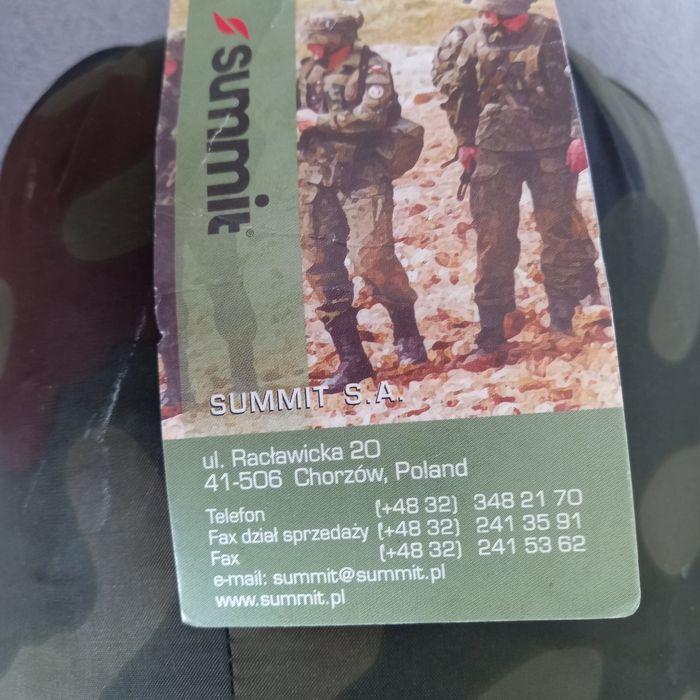 summit®
SUMMIT S.A.
ul. Racławicka 20
41-506 Chorzów, Poland
Telefon (+48 32) 348 21 70
Fax dział sprzedaży (+48 32) 241 35 91
Fax (+48 32) 241 53 62
e-mail: summit@summit.pl
www.summit.pl